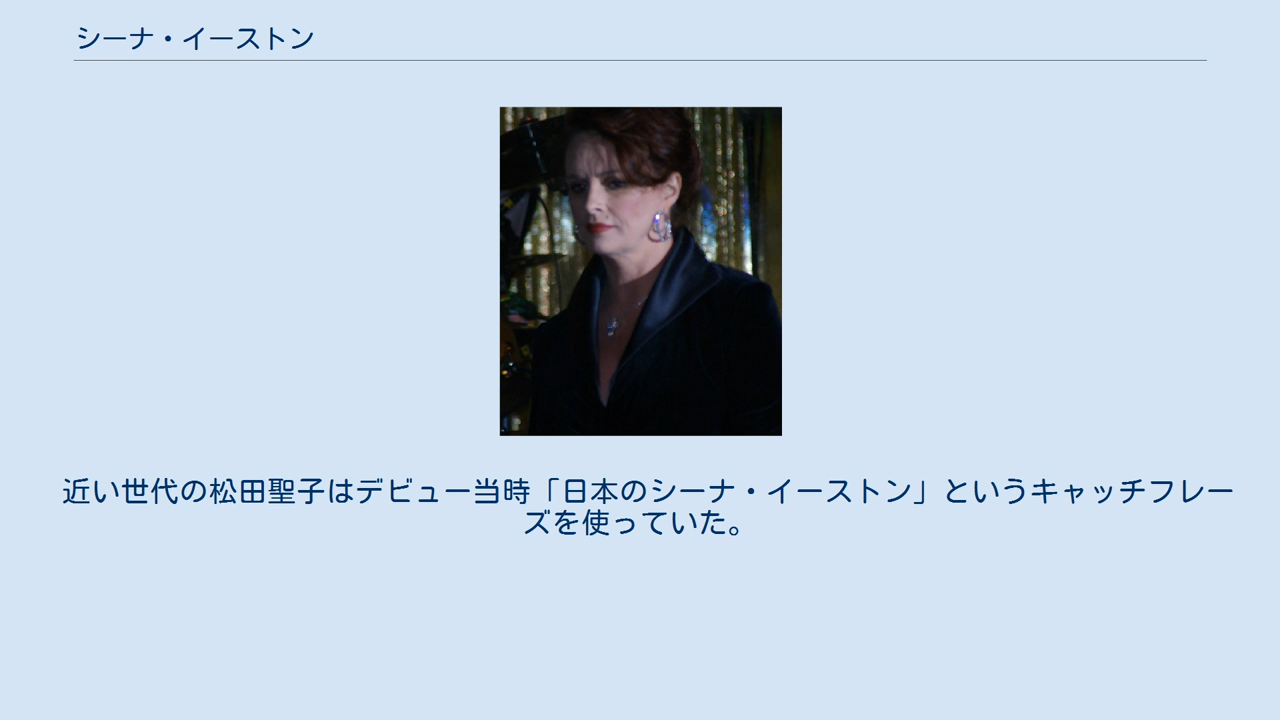 シーナ・イーストン
近い世代の松田聖子はデビュー当時「日本のシーナ・イーストン」というキャッチフレー
ズを使っていた。